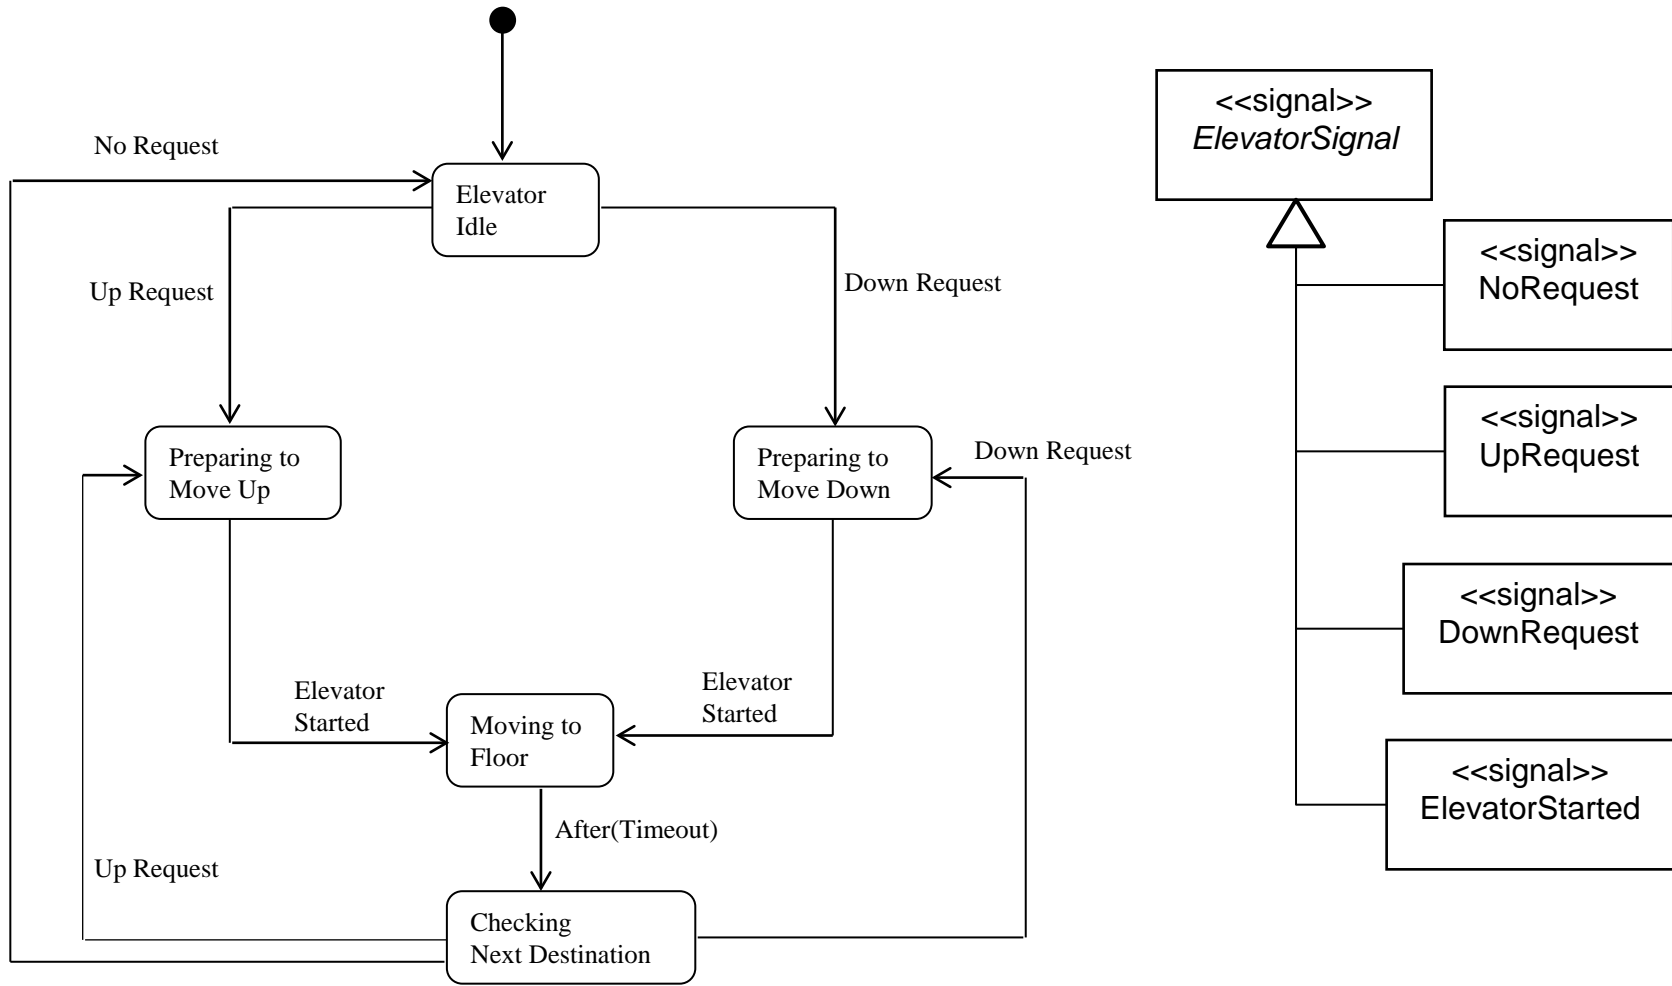 No Request
Elevator
Idle
Up Request
Down Request
Preparing to
Move Up
Preparing to
Move Down
Down Request
Elevator
Started
Elevator
Started
Moving to
Floor
After(Timeout)
Up Request
Checking
Next Destination
<<signal>>
ElevatorSignal
<<signal>>
NoRequest
<<signal>>
UpRequest
<<signal>>
DownRequest
<<signal>>
ElevatorStarted